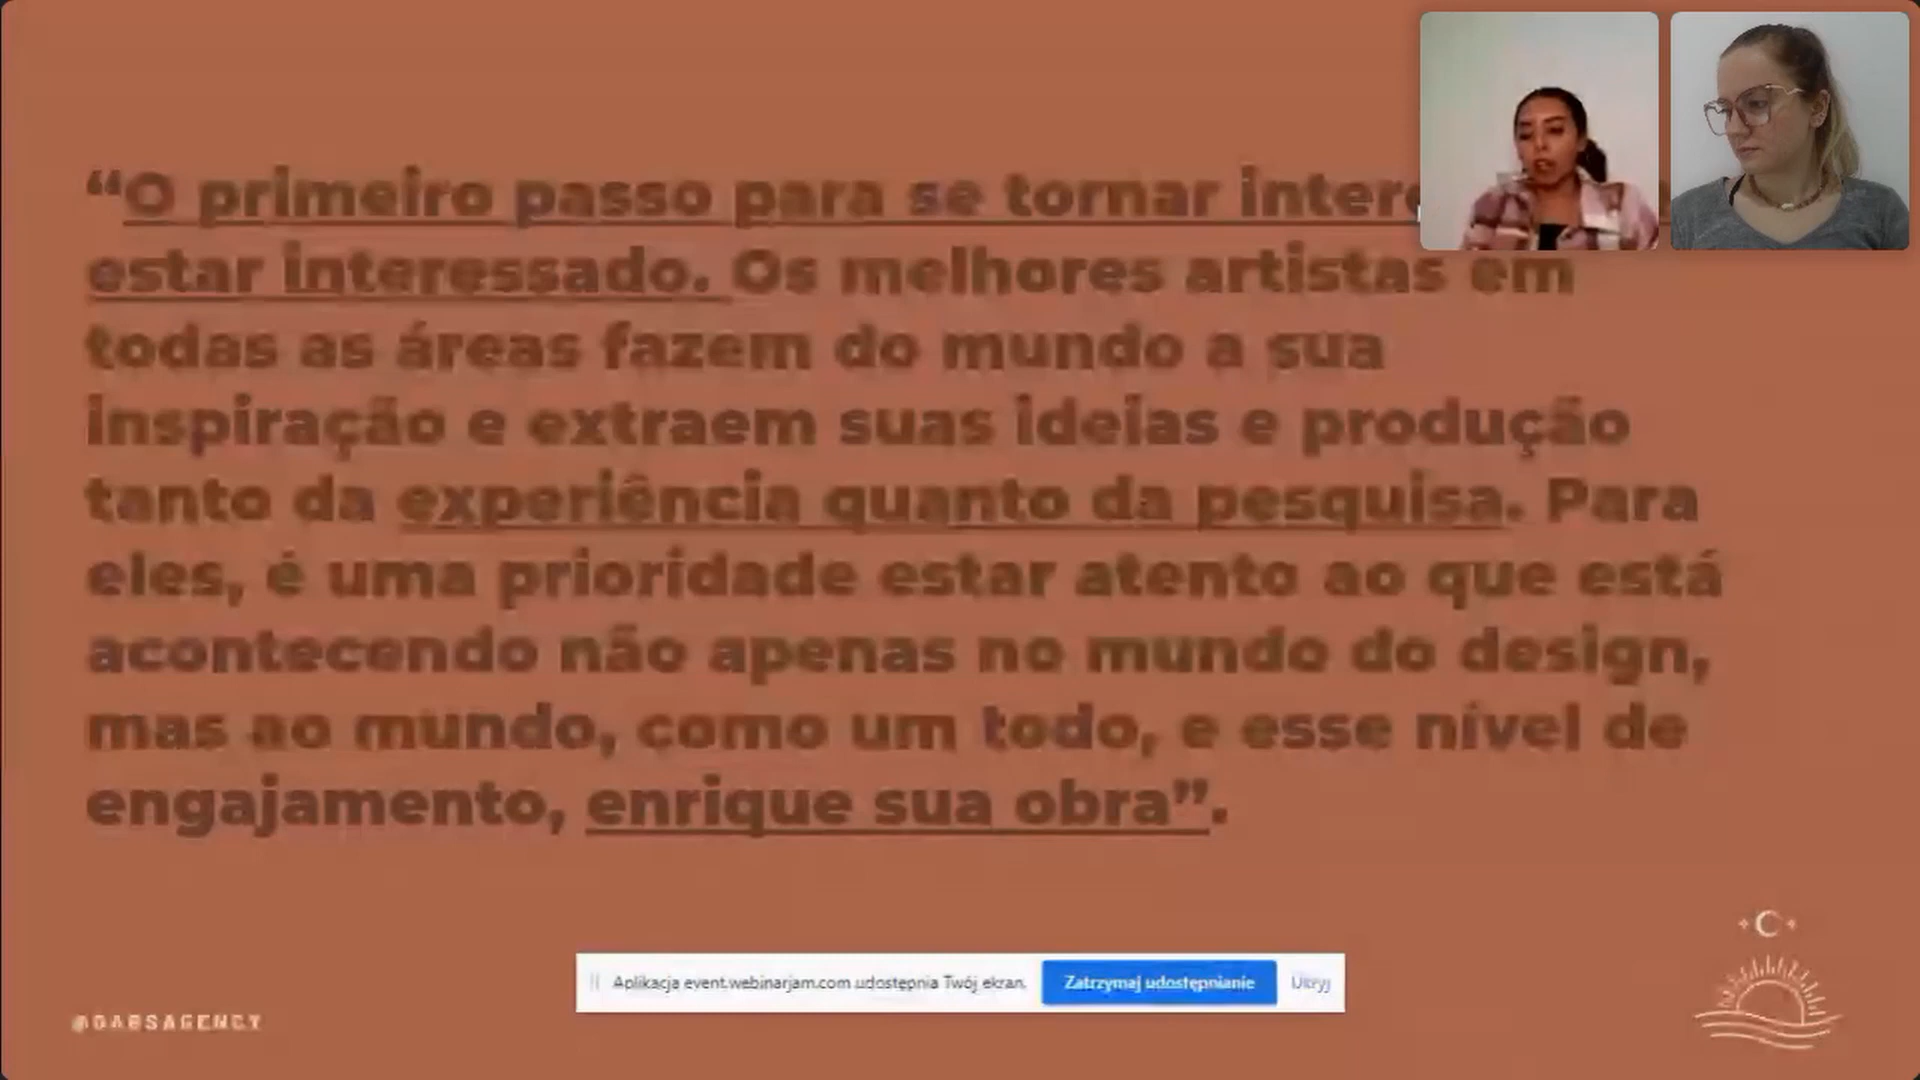 “O primeiro passo para se tornar
estar interessado. Os melhores artistas em
todas as áreas fazem do mundo a sua
inspiração e extraem suas ideias e produção
tanto da experiência quanto da pesquisa. Para
eles, é uma prioridade estar atento ao que está
acontecendo não apenas no mundo do design,
mas ao mundo, como um todo, e esse nível de
engajamento, enrique sua obra”.
Aplikacja event.webinarjam.com udostępnia Twój ekran. Zatrzymaj udostępnianie Ukryj
@GABSAGENCY